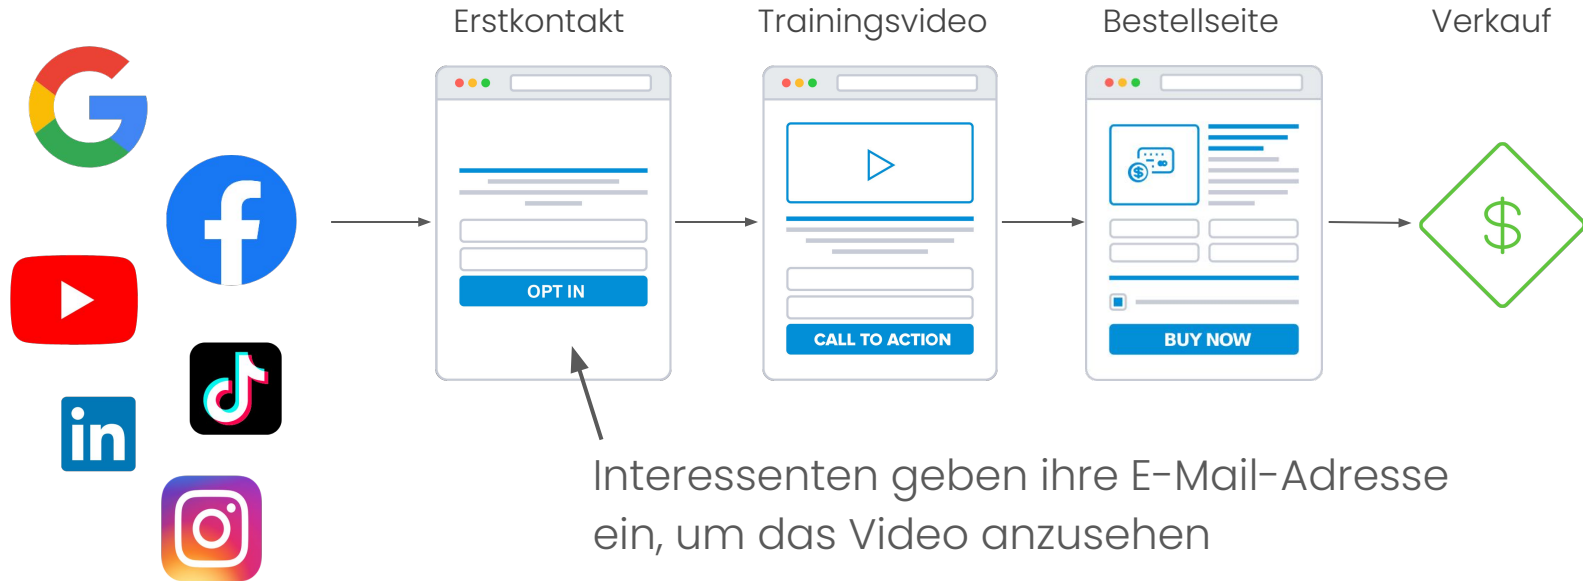 Erstkontakt
Trainingsvideo
Bestellseite
Verkauf
OPT IN
CALL TO ACTION
BUY NOW
in
Interessenten geben ihre E-Mail-Adresse
ein, um das Video anzusehen